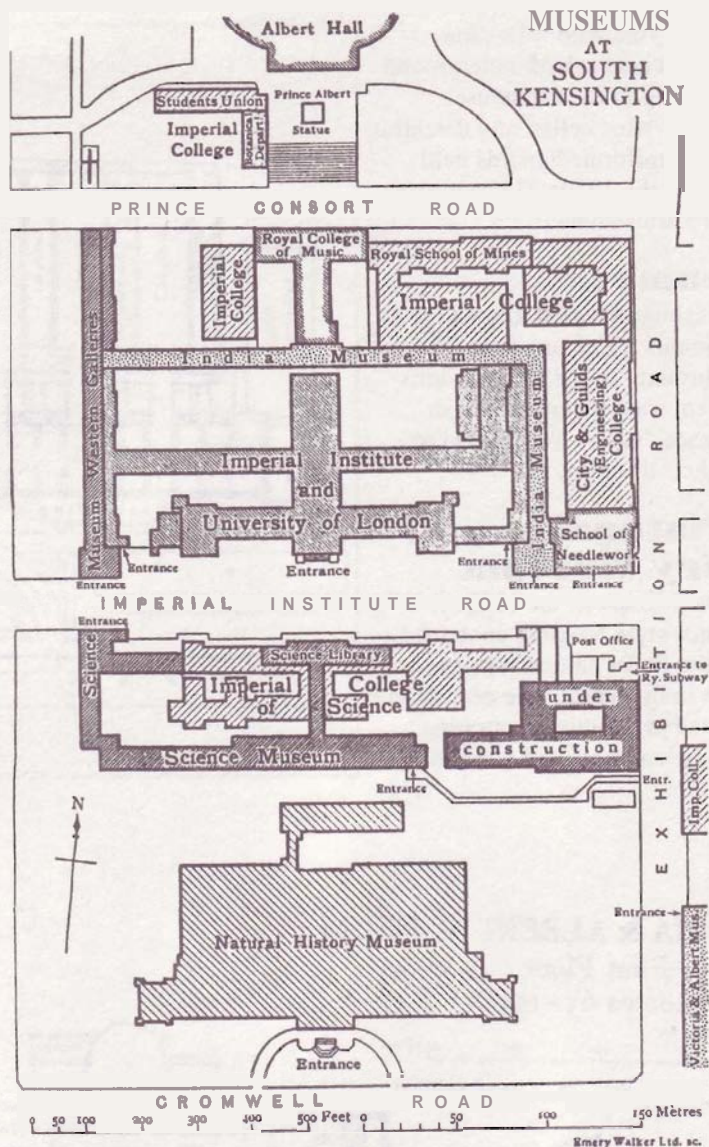 MUSEUMS
AT
SOUTH
KENSINGTON
Albert Hall
Students Union
Prince Albert
Statue
Imperial
College
Botanical
Depart.
PRINCE CONSORT ROAD
Royal College
of Music
Royal School of Mines
Imperial
College
Imperial College
India Museum
Museum Western Galleries
India Museum
City & Guilds
(Engineering)
College
Imperial Institute
and
University of London
School of
Needlework
Entrance
Entrance
Entrance
Entrance
Entrance
Entrance
IMPERIAL INSTITUTE ROAD
EXHIBITION ROAD
Entrance
Science
Science Library
Post Office
Entrance to
Ry. Subway
Imperial College
of Science
under
construction
Science Museum
Entrance
Entr.
Imp. Coll.
N
Natural History Museum
Entrance
Victoria & Albert Mus.
Entrance
CROMWELL ROAD
0 50 100 200 300 400 500 Feet
0 50 100 150 Mètres
Emery Walker Ltd. sc.